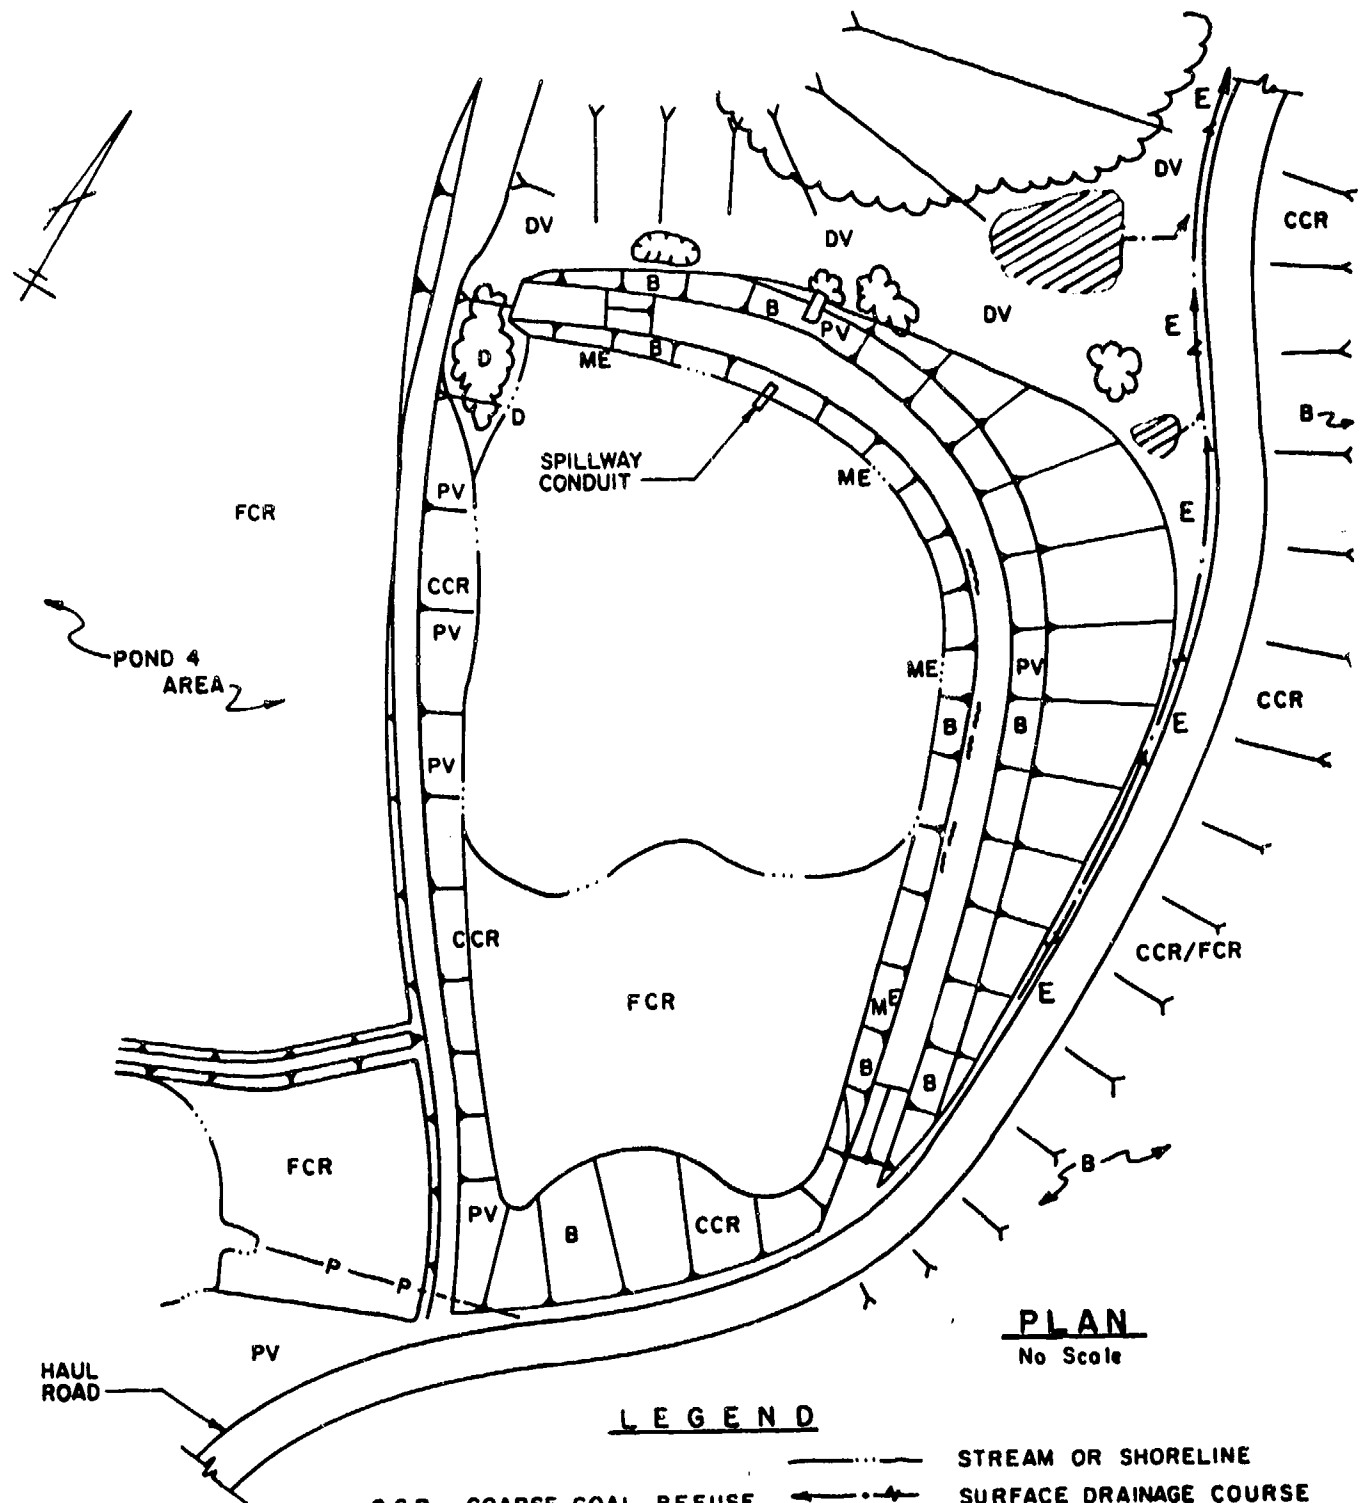 E
DV
CCR
DV
DV
B
B
DV
E
PV
B
ME
D
D
B
SPILLWAY
CONDUIT
ME
PV
FCR
E
CCR
PV
POND 4
AREA
ME
PV
CCR
B
B
E
PV
CCR
CCR/FCR
FCR
ME
E
B
B
FCR
B
PV
B
CCR
P
P
PLAN
No Scale
PV
HAUL
ROAD
LEGEND
STREAM OR SHORELINE
SURFACE DRAINAGE COURSE